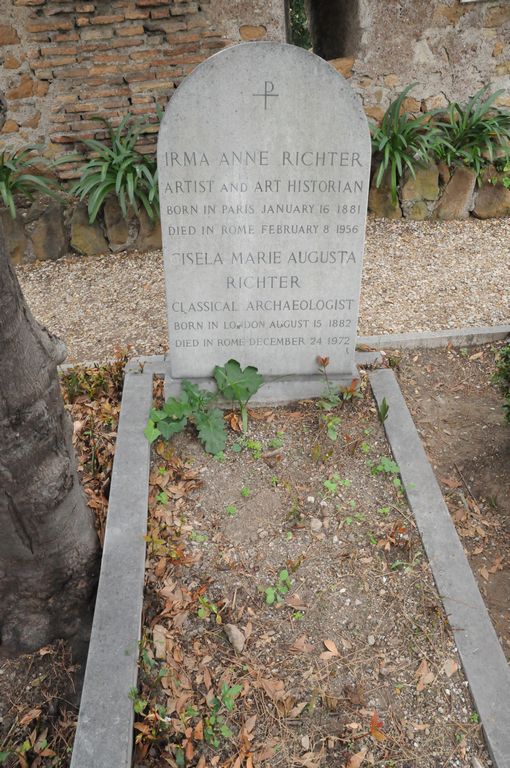 IRMA ANNE RICHTER
ARTIST AND ART HISTORIAN
BORN IN PARIS JANUARY 16 1881
DIED IN ROME FEBRUARY 8 1956
GISELA MARIE AUGUSTA
RICHTER
CLASSICAL ARCHAEOLOGIST
BORN IN LONDON AUGUST 15 1882
DIED IN ROME DECEMBER 24 1972